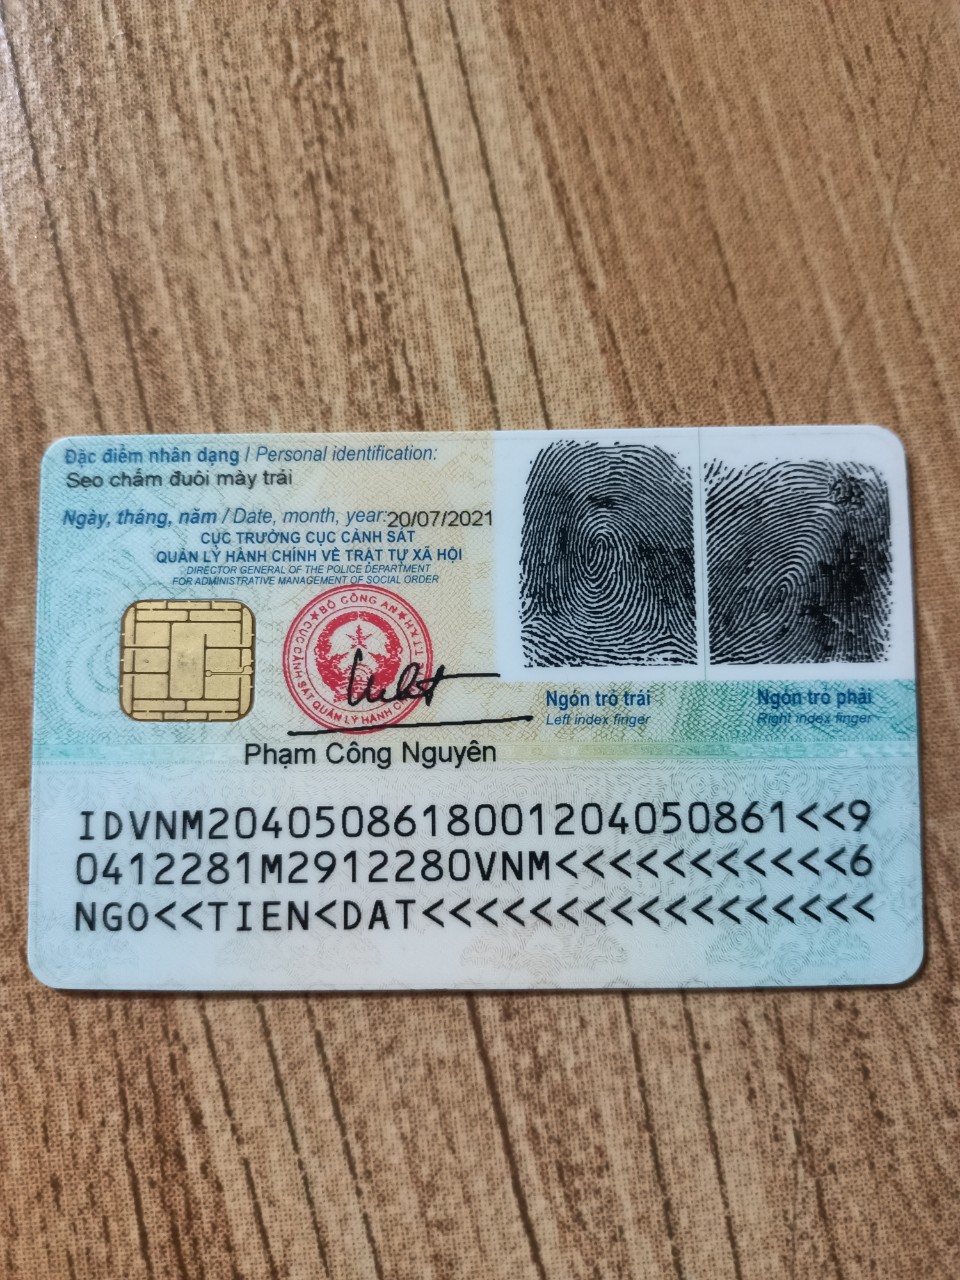 Đặc điểm nhân dạng / Personal identification:
Sẹo chấm đuôi mày trái
Ngày, tháng, năm / Date, month, year: 20/07/2021
CỤC TRƯỞNG CỤC CẢNH SÁT
QUẢN LÝ HÀNH CHÍNH VỀ TRẬT TỰ XÃ HỘI
DIRECTOR GENERAL OF THE POLICE DEPARTMENT
FOR ADMINISTRATIVE MANAGEMENT OF SOCIAL ORDER
BỘ CÔNG AN
CỤC CẢNH SÁT QUẢN LÝ HÀNH CH
TTXH
Phạm Công Nguyên
Ngón trỏ trái
Left index finger
Ngón trỏ phải
Right index finger
IDVNM2040508618001204050861<<9
0412281M2912280VNM<<<<<<<<<<<6
NGO<<TIEN<DAT<<<<<<<<<<<<<<<<<